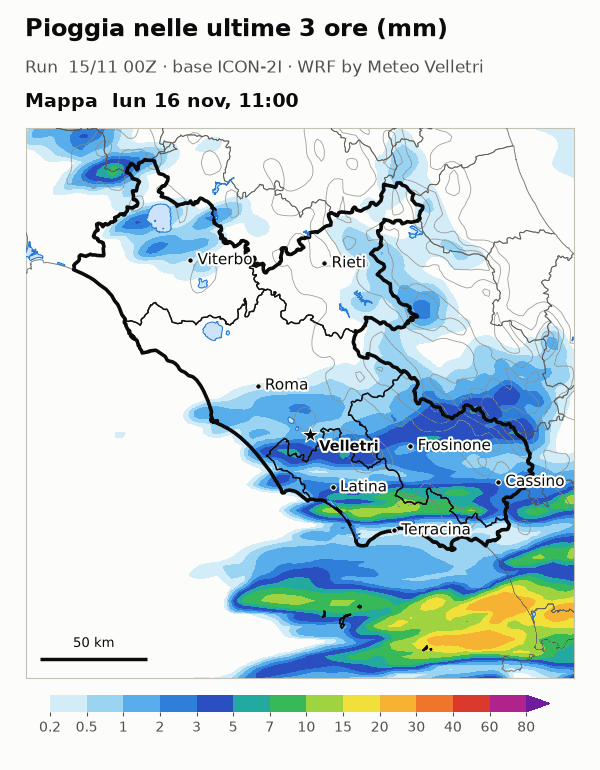 Pioggia nelle ultime 3 ore (mm)
Run 15/11 00Z · base ICON-2I · WRF by Meteo Velletri
Mappa lun 16 nov, 11:00
Viterbo
Rieti
Roma
Velletri
Frosinone
Cassino
Latina
Terracina
50 km
0.2 0.5 1 2 3 5 7 10 15 20 30 40 60 80